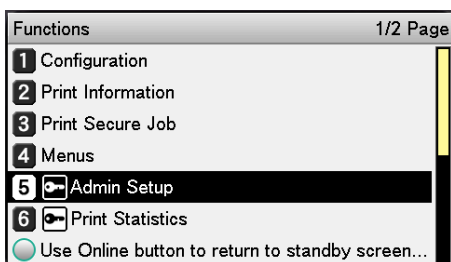 Functions 1/2 Page
1 Configuration
2 Print Information
3 Print Secure Job
4 Menus
5 Admin Setup
6 Print Statistics
Use Online button to return to standby screen...